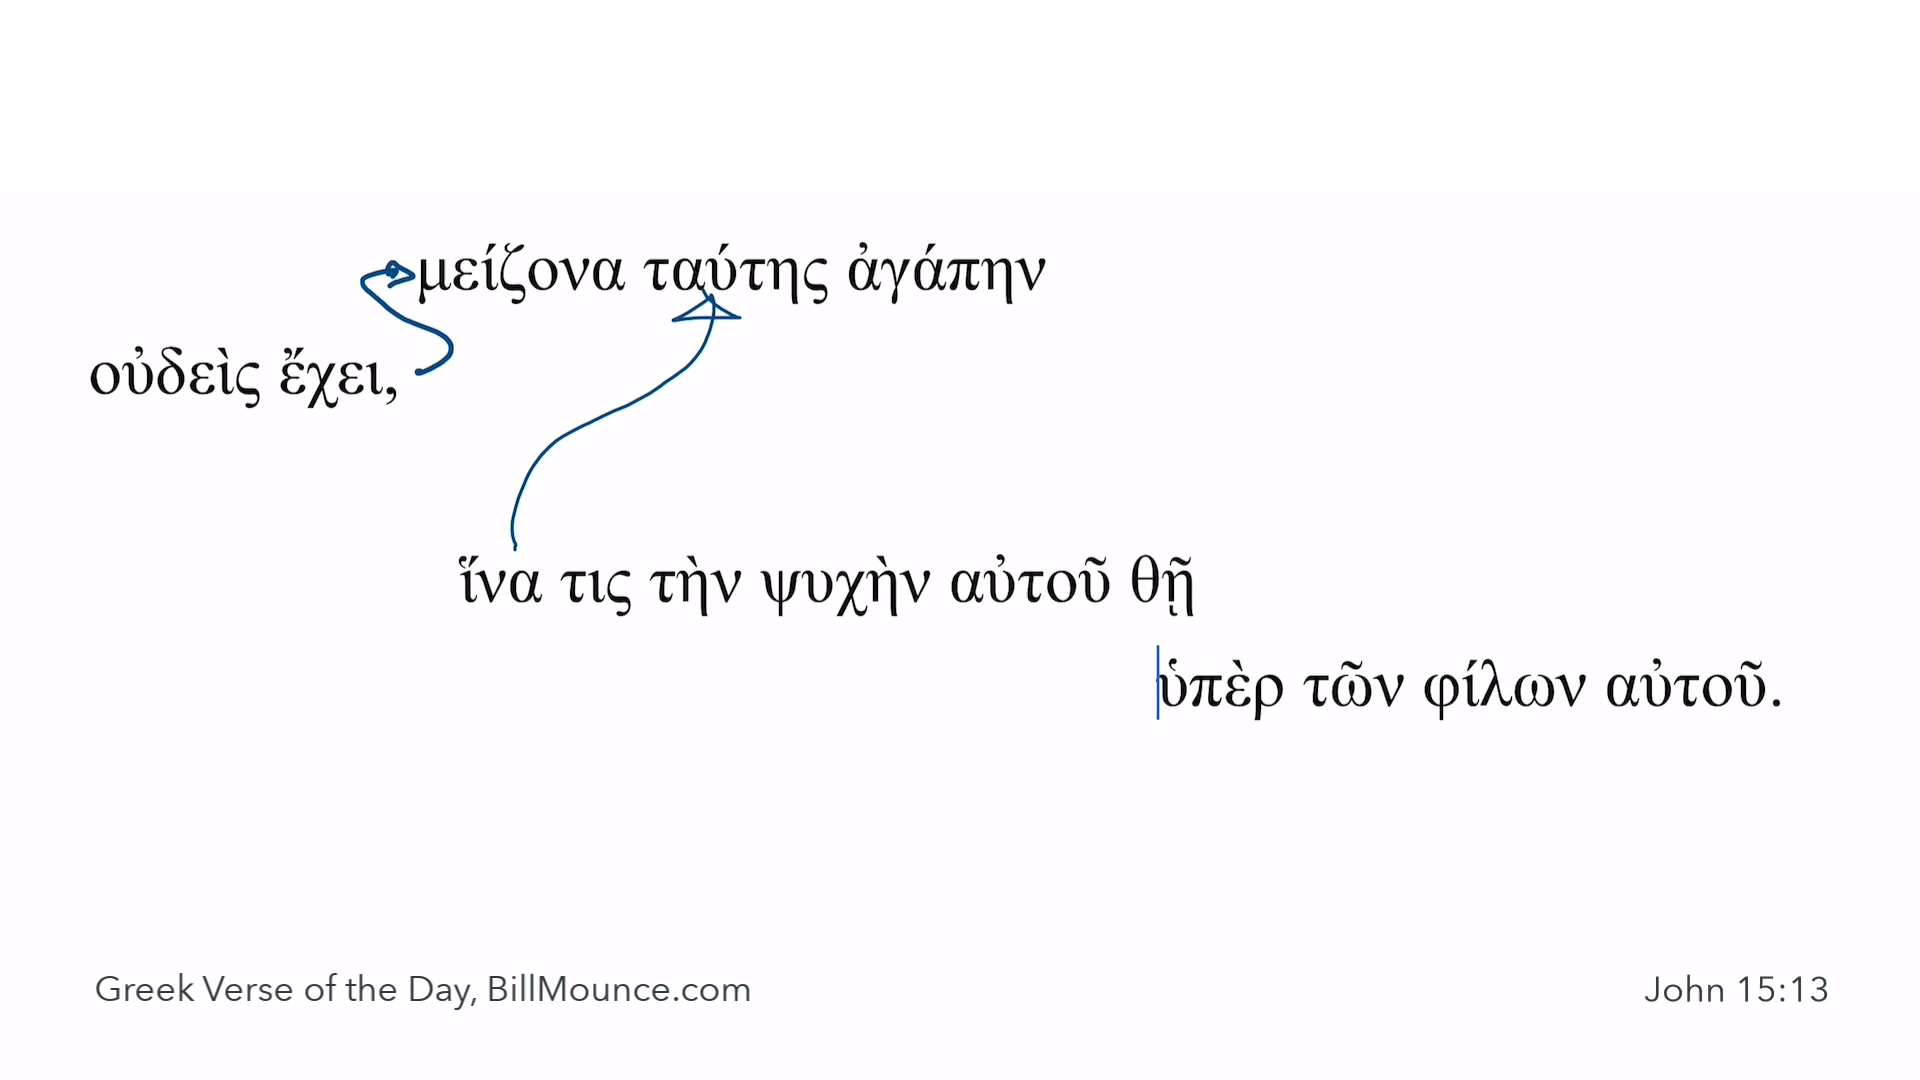 μείζονα ταύτης ἀγάπην
οὐδεὶς ἔχει,
ἵνα τις τὴν ψυχὴν αὐτοῦ θῇ
ὑπὲρ τῶν φίλων αὐτοῦ.
Greek Verse of the Day, BillMounce.com
John 15:13